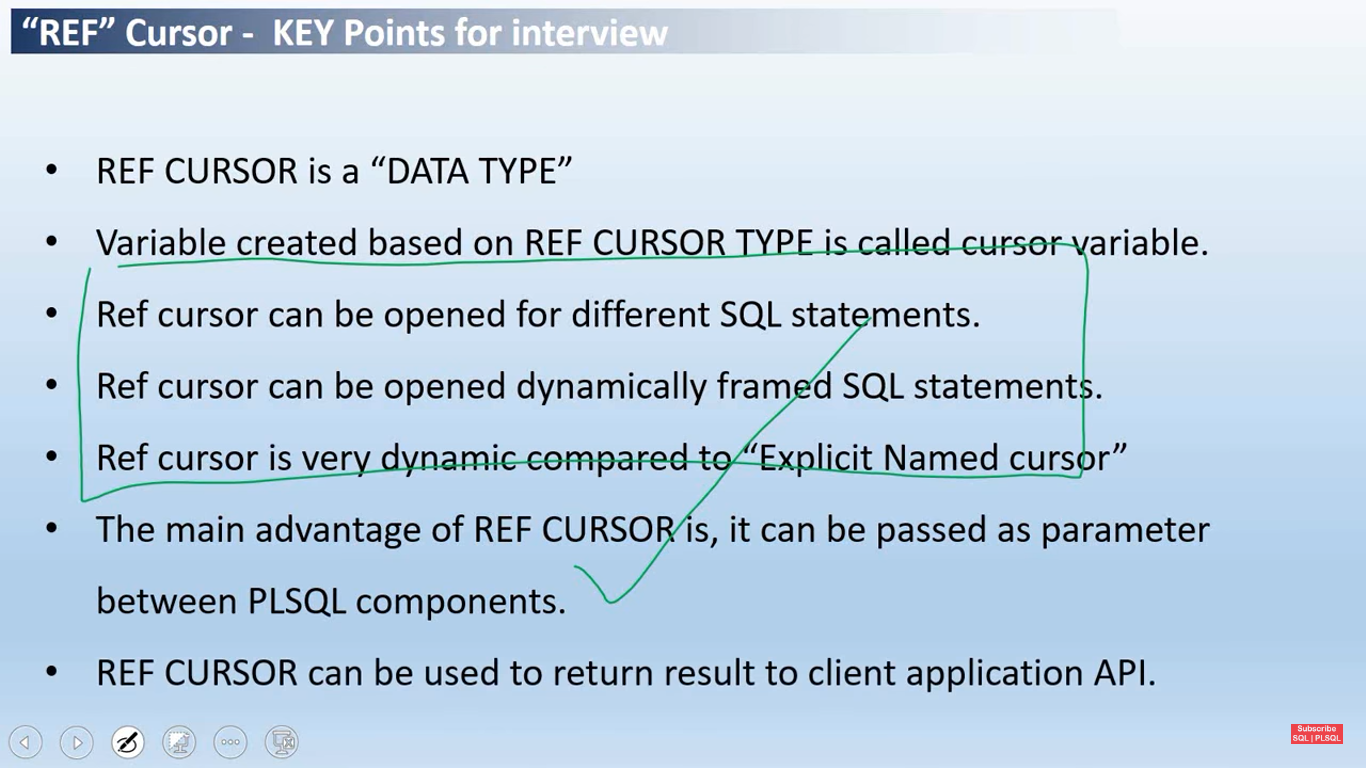 “REF” Cursor - KEY Points for interview
• REF CURSOR is a “DATA TYPE”
• Variable created based on REF CURSOR TYPE is called cursor variable.
• Ref cursor can be opened for different SQL statements.
• Ref cursor can be opened dynamically framed SQL statements.
• Ref cursor is very dynamic compared to “Explicit Named cursor”
• The main advantage of REF CURSOR is, it can be passed as parameter
between PLSQL components.
• REF CURSOR can be used to return result to client application API.
Subscribe
SQL | PLSQL